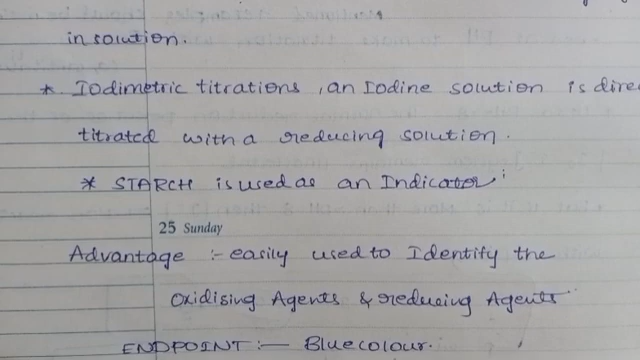 in solution.
* Iodimetric titrations, an Iodine solution is dire
titrated with a reducing solution.
* STARCH is used as an Indicator
25 Sunday
Advantage :- easily used to Identify the
Oxidising Agents & reducing Agents
ENDPOINT :— Blue colour.